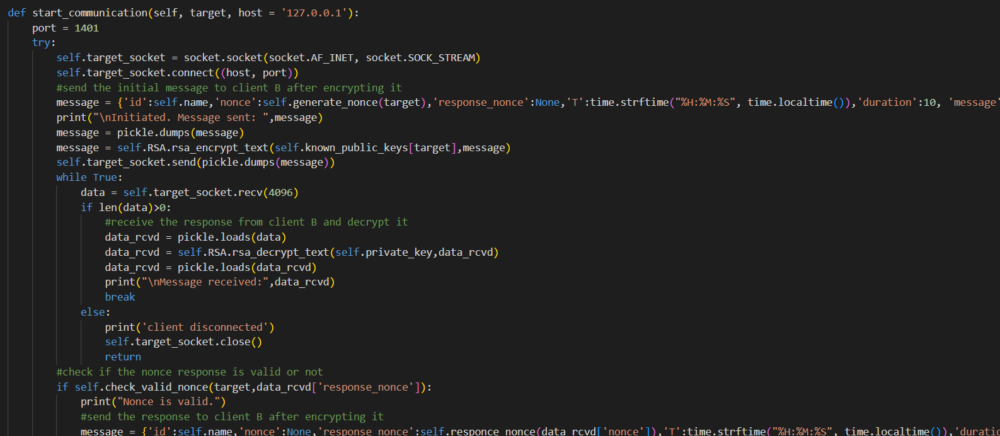 def start_communication(self, target, host = '127.0.0.1'):
    port = 1401
    try:
        self.target_socket = socket.socket(socket.AF_INET, socket.SOCK_STREAM)
        self.target_socket.connect((host, port))
        #send the initial message to client B after encrypting it
        message = {'id':self.name,'nonce':self.generate_nonce(target),'response_nonce':None,'T':time.strftime("%H:%M:%S", time.localtime()),'duration':10, 'message'
        print("\nInitiated. Message sent: ",message)
        message = pickle.dumps(message)
        message = self.RSA.rsa_encrypt_text(self.known_public_keys[target],message)
        self.target_socket.send(pickle.dumps(message))
        while True:
            data = self.target_socket.recv(4096)
            if len(data)>0:
                #receive the response from client B and decrypt it
                data_rcvd = pickle.loads(data)
                data_rcvd = self.RSA.rsa_decrypt_text(self.private_key,data_rcvd)
                data_rcvd = pickle.loads(data_rcvd)
                print("\nMessage received:",data_rcvd)
                break
            else:
                print('client disconnected')
                self.target_socket.close()
                return
        #check if the nonce response is valid or not
        if self.check_valid_nonce(target,data_rcvd['response_nonce']):
            print("Nonce is valid.")
            #send the response to client B after encrypting it
            message = {'id':self.name,'nonce':None,'response_nonce':self.responce_nonce(data_rcvd['nonce']),'T':time.strftime("%H:%M:%S", time.localtime()),'duratio